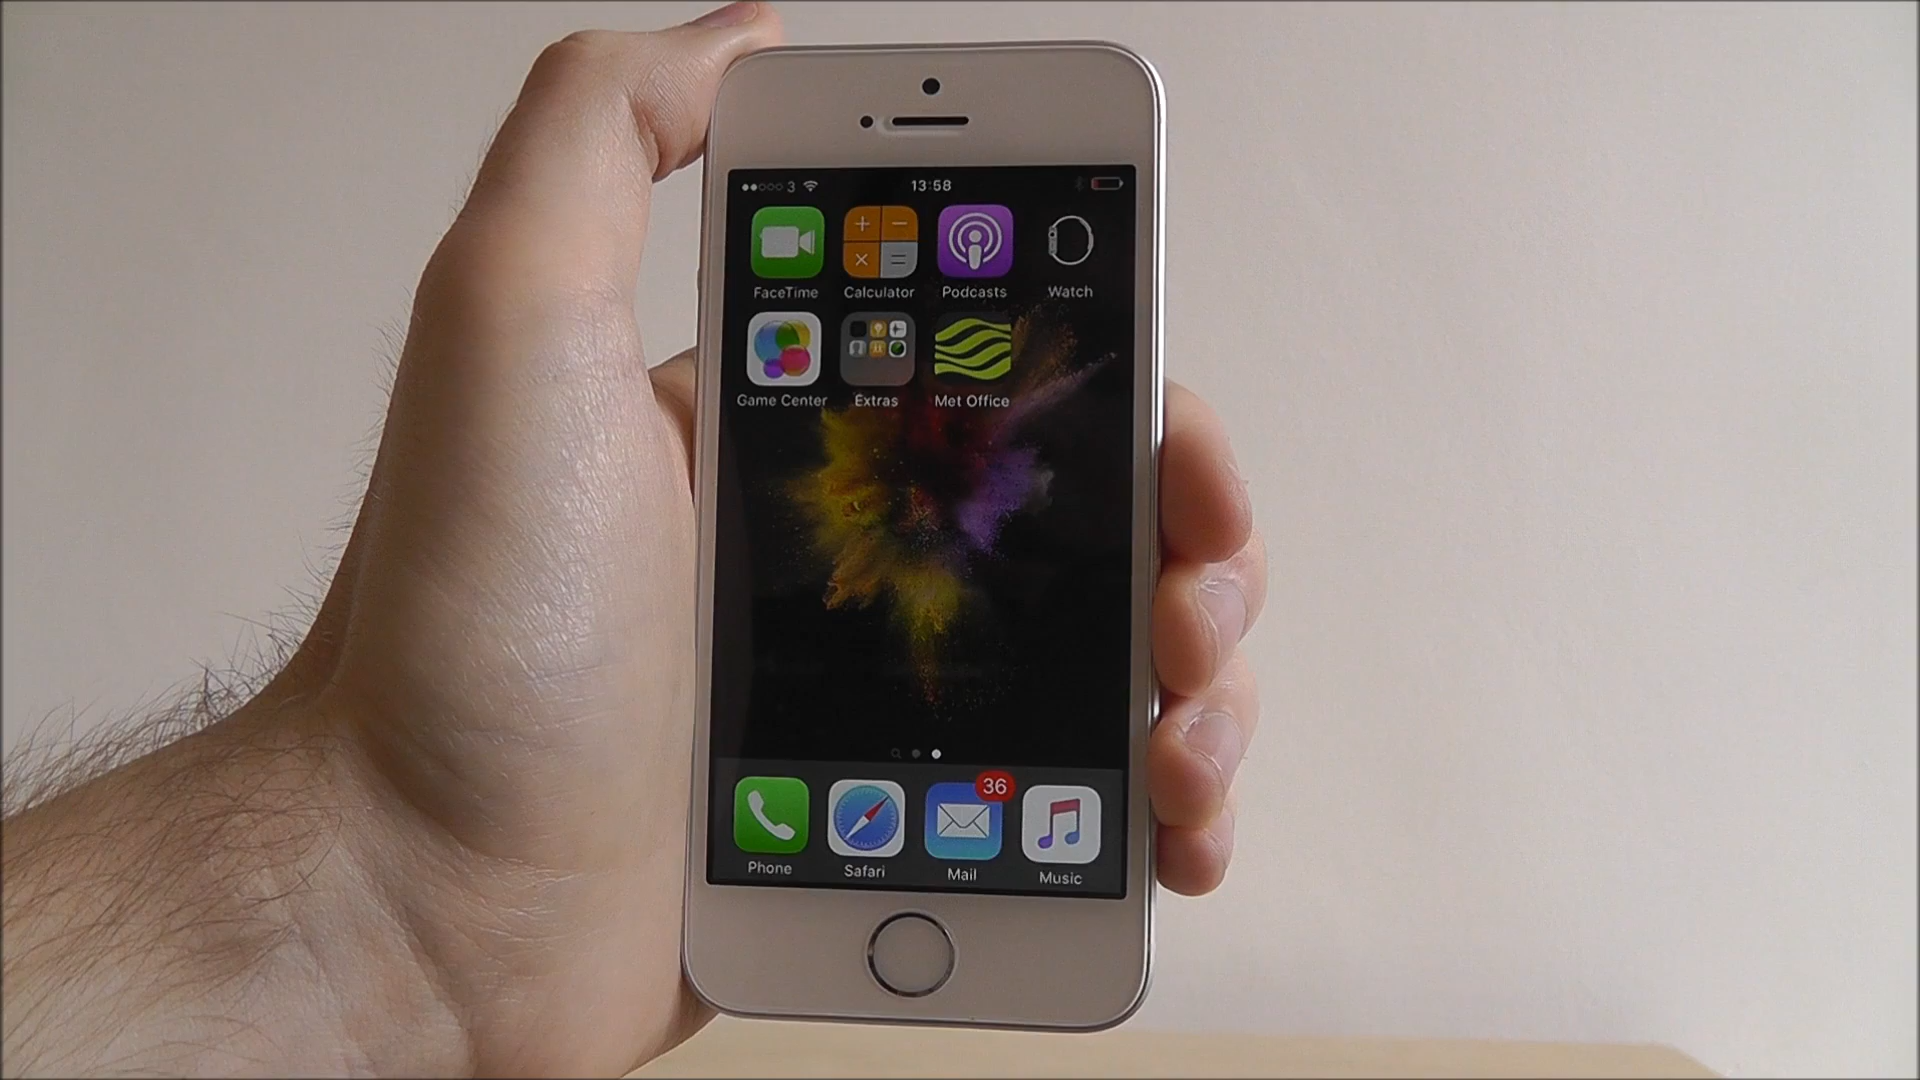 3 13:58
FaceTime Calculator Podcasts Watch
Game Center Extras Met Office
36
Phone Safari Mail Music